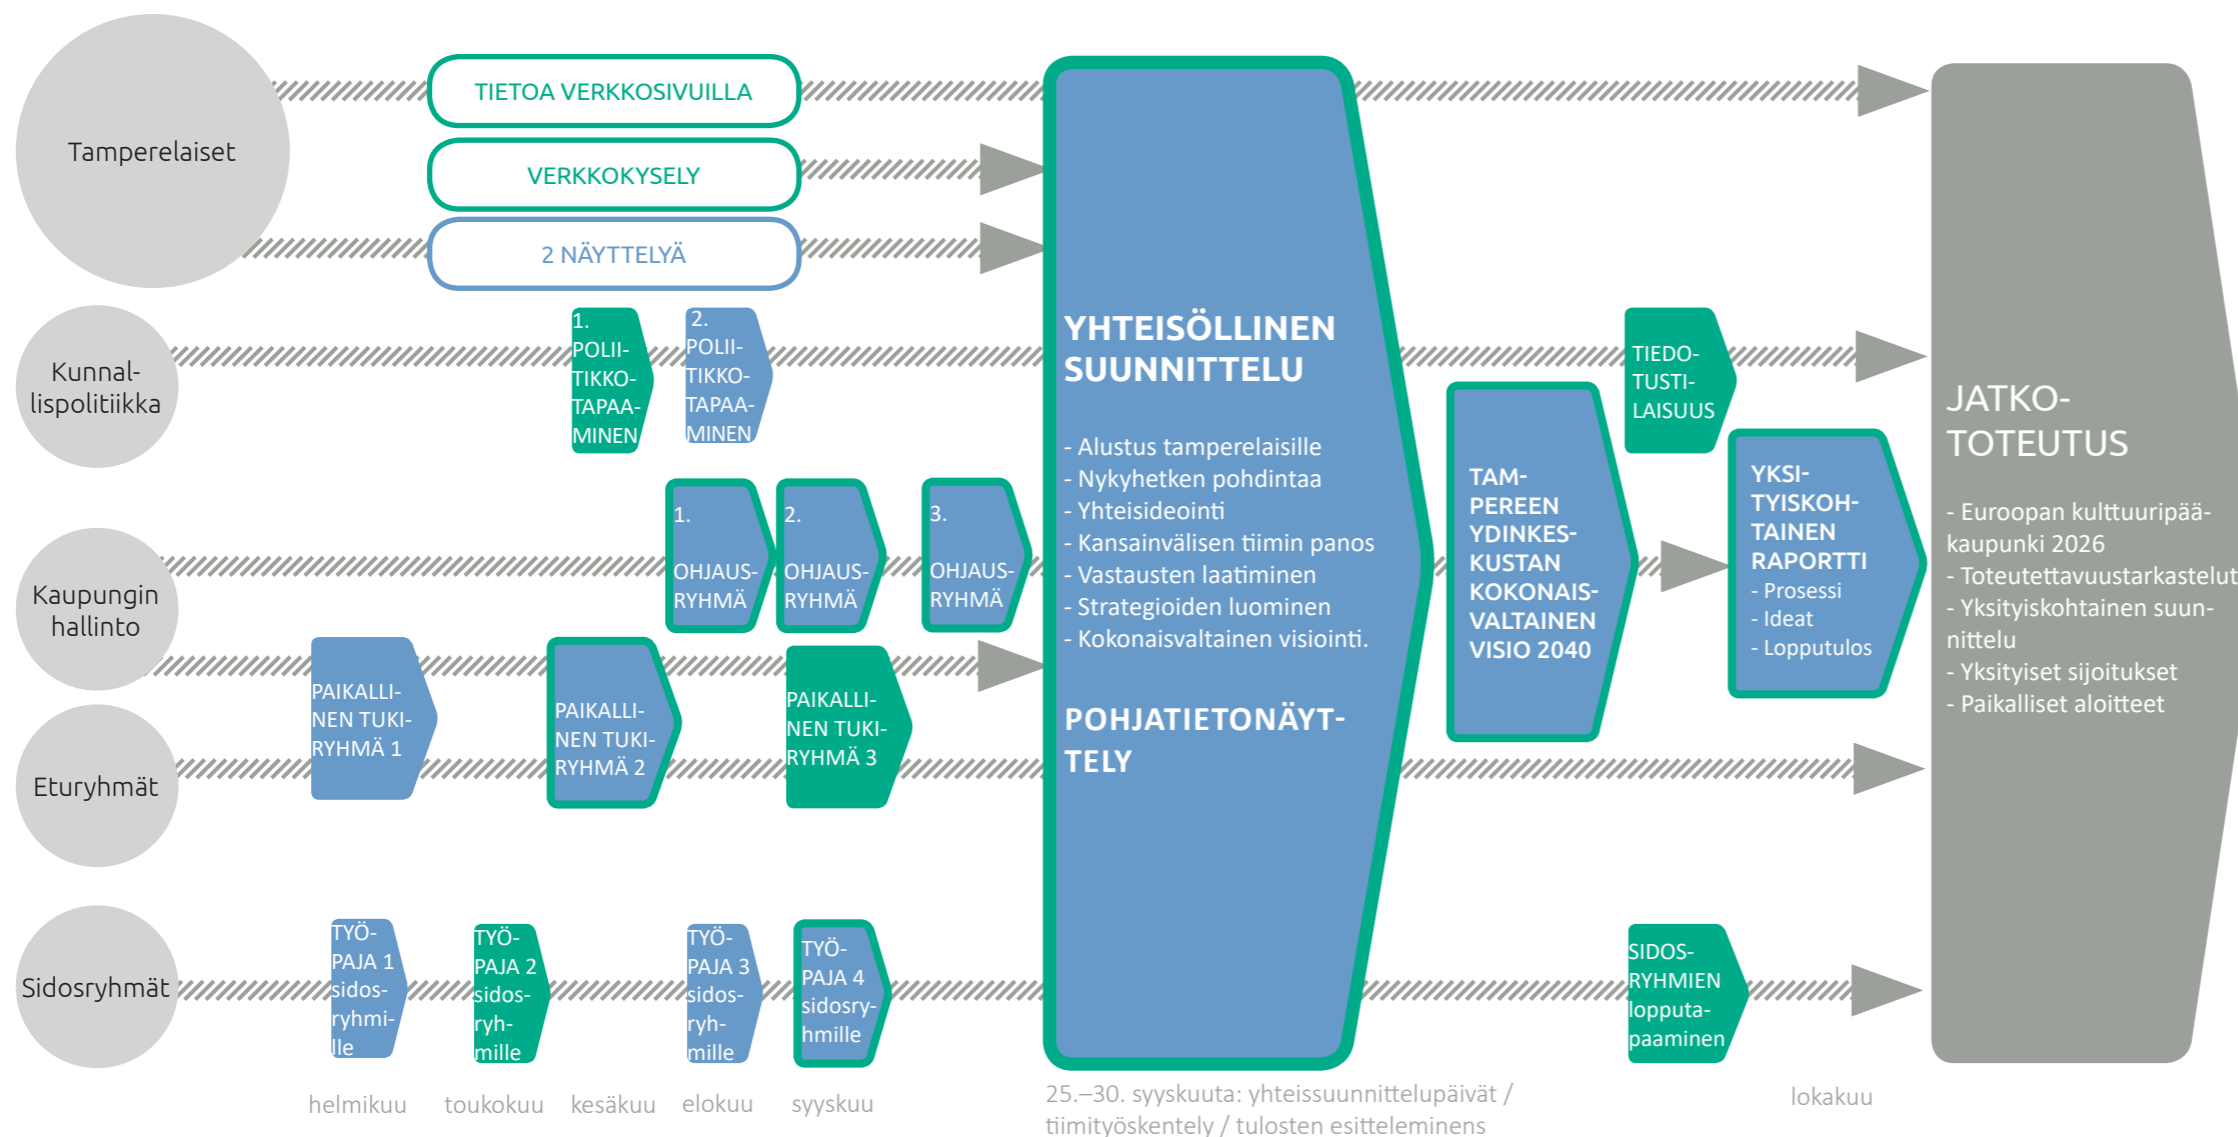 Tamperelaiset
TIETOA VERKKOSIVUILLA
VERKKOKYSELY
2 NÄYTTELYÄ
Kunnal-
lispolitiikka
1.
POLII-
TIKKO-
TAPAA-
MINEN
2.
POLII-
TIKKO-
TAPAA-
MINEN
Kaupungin
hallinto
1.
OHJAUS-
RYHMÄ
2.
OHJAUS-
RYHMÄ
3.
OHJAUS-
RYHMÄ
PAIKALLI-
NEN TUKI-
RYHMÄ 1
PAIKALLI-
NEN TUKI-
RYHMÄ 2
PAIKALLI-
NEN TUKI-
RYHMÄ 3
Eturyhmät
Sidosryhmät
TYÖ-
PAJA 1
sidos-
ryhmi-
lle
TYÖ-
PAJA 2
sidos-
ryh-
mille
TYÖ-
PAJA 3
sidos-
ryh-
mille
TYÖ-
PAJA 4
sidosry-
hmille
YHTEISÖLLINEN
SUUNNITTELU
- Alustus tamperelaisille
- Nykyhetken pohdintaa
- Yhteisideointi
- Kansainvälisen tiimin panos
- Vastausten laatiminen
- Strategioiden luominen
- Kokonaisvaltainen visiointi.
POHJATIETONÄYT-
TELY
TAM-
PEREEN
YDINKES-
KUSTAN
KOKONAIS-
VALTAINEN
VISIO 2040
TIEDO-
TUSTI-
LAISUUS
YKSI-
TYISKOH-
TAINEN
RAPORTTI
- Prosessi
- Ideat
- Lopputulos
SIDOS-
RYHMIEN
lopputa-
paaminen
JATKO-
TOTEUTUS
- Euroopan kulttuuripää-
kaupunki 2026
- Toteutettavuustarkastelut
- Yksityiskohtainen suun-
nittelu
- Yksityiset sijoitukset
- Paikalliset aloitteet
helmikuu
toukokuu
kesäkuu
elokuu
syyskuu
25.–30. syyskuuta: yhteissuunnittelupäivät /
tiimityöskentely / tulosten esitteleminens
lokakuu